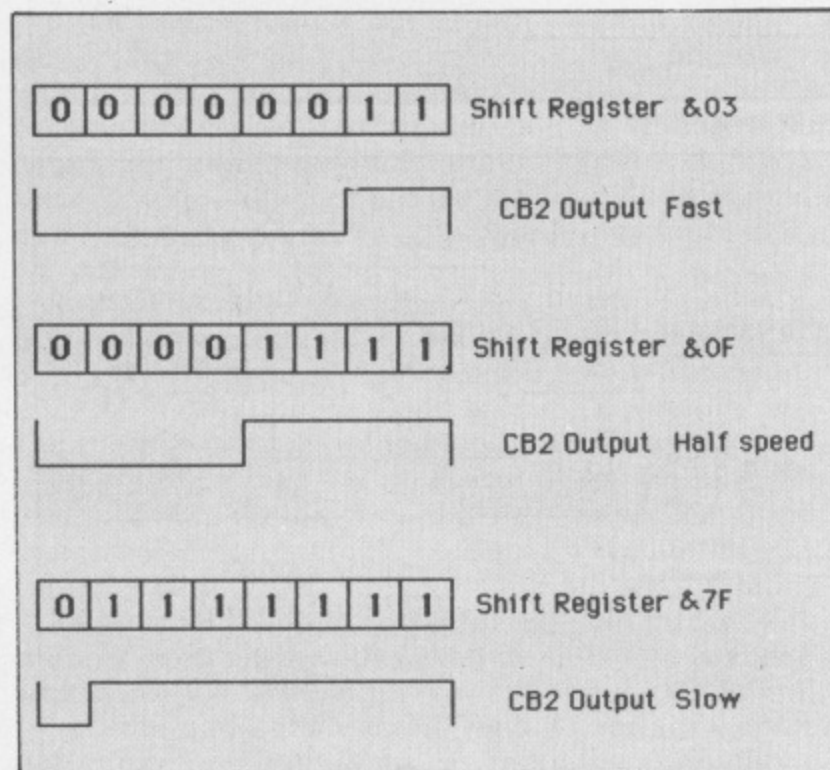 0 0 0 0 0 0 1 1 Shift Register &03
CB2 Output Fast
0 0 0 0 1 1 1 1 Shift Register &0F
CB2 Output Half speed
0 1 1 1 1 1 1 1 Shift Register &7F
CB2 Output Slow